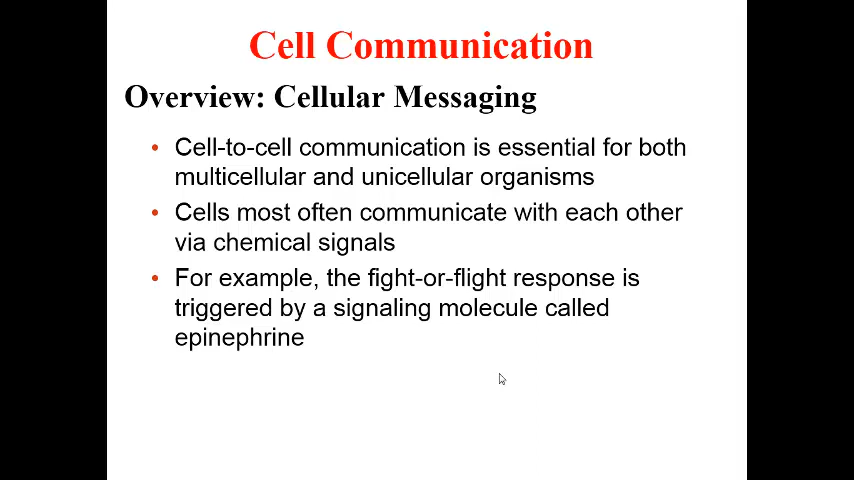 Cell Communication
Overview: Cellular Messaging
• Cell-to-cell communication is essential for both
multicellular and unicellular organisms
• Cells most often communicate with each other
via chemical signals
• For example, the fight-or-flight response is
triggered by a signaling molecule called
epinephrine